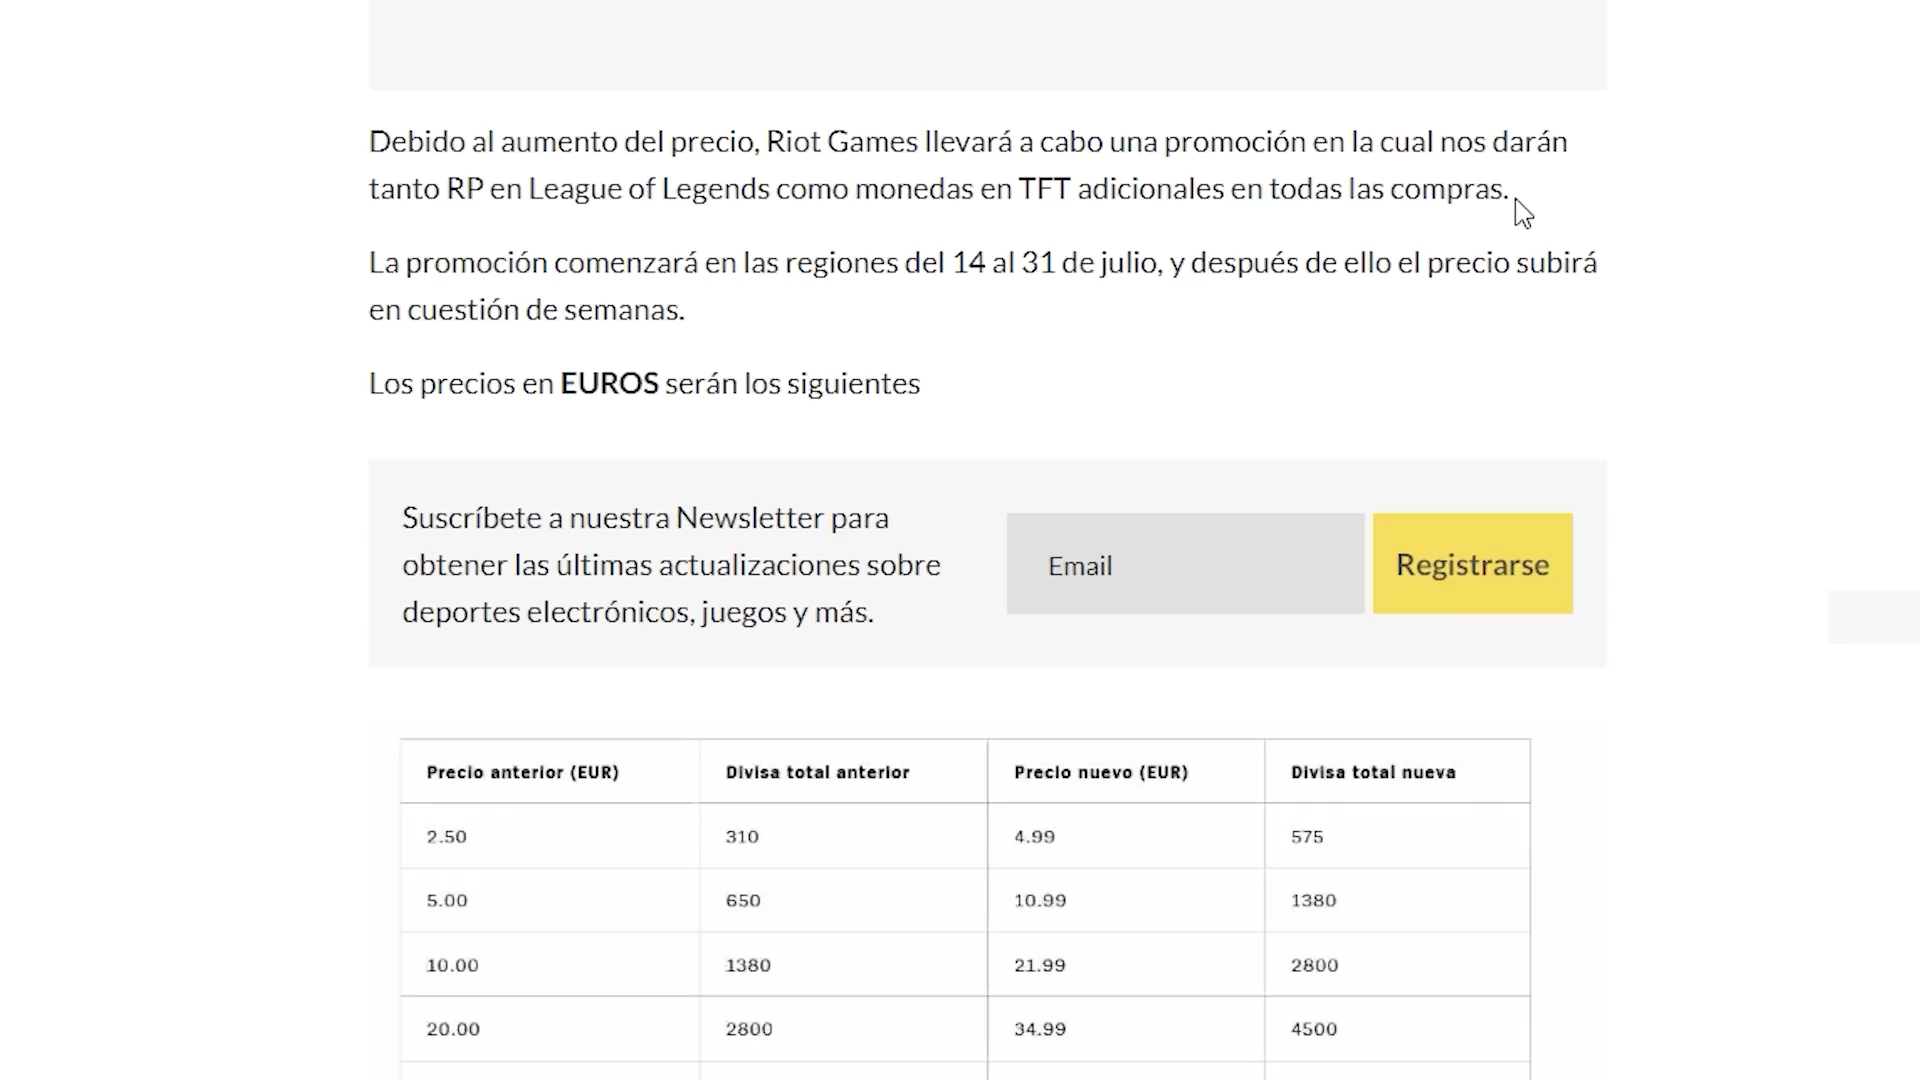 Debido al aumento del precio, Riot Games llevará a cabo una promoción en la cual nos darán
tanto RP en League of Legends como monedas en TFT adicionales en todas las compras.
La promoción comenzará en las regiones del 14 al 31 de julio, y después de ello el precio subirá
en cuestión de semanas.
Los precios en EUROS serán los siguientes
Suscríbete a nuestra Newsletter para
obtener las últimas actualizaciones sobre
deportes electrónicos, juegos y más.
Email
Registrarse
Precio anterior (EUR) Divisa total anterior Precio nuevo (EUR) Divisa total nueva
2.50 310 4.99 575
5.00 650 10.99 1380
10.00 1380 21.99 2800
20.00 2800 34.99 4500